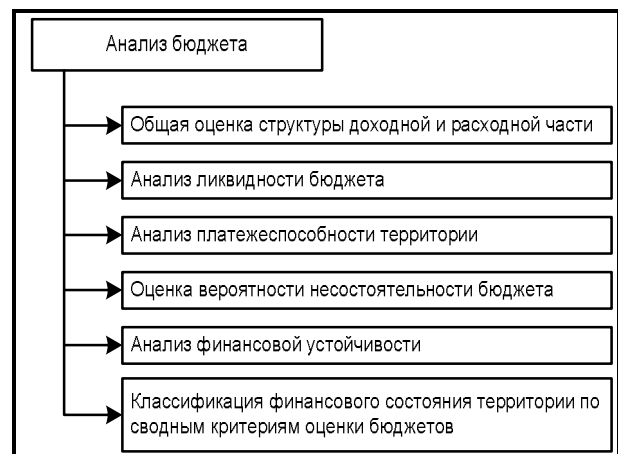 Анализ бюджета
Общая оценка структуры доходной и расходной части
Анализ ликвидности бюджета
Анализ платежеспособности территории
Оценка вероятности несостоятельности бюджета
Анализ финансовой устойчивости
Классификация финансового состояния территории по
сводным критериям оценки бюджетов